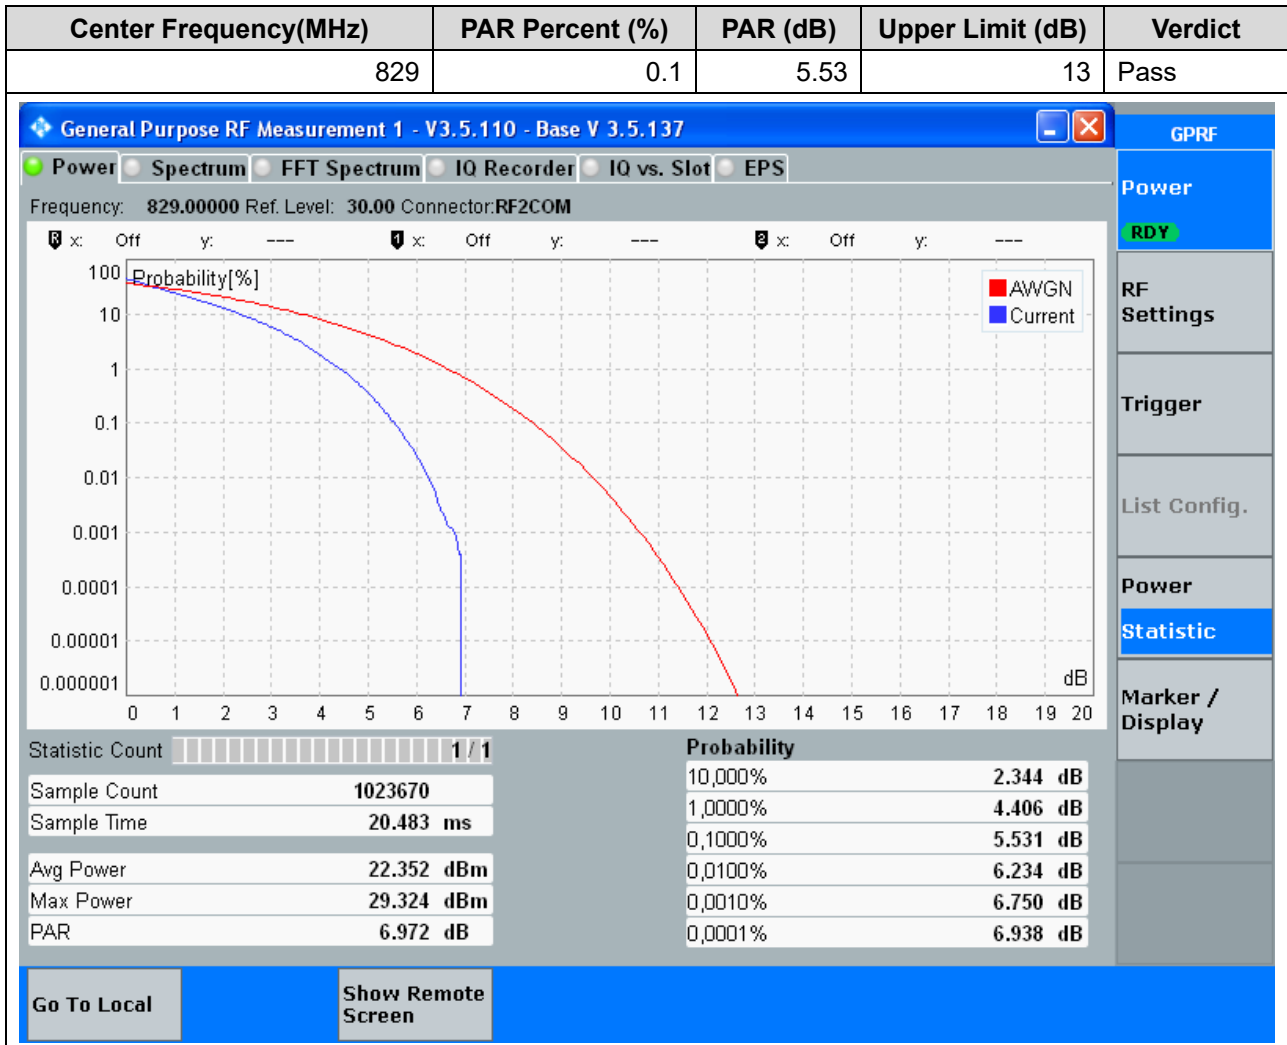 Center Frequency(MHz) PAR Percent (%) PAR (dB) Upper Limit (dB) Verdict
829 0.1 5.53 13 Pass
General Purpose RF Measurement 1 - V3.5.110 - Base V 3.5.137
GPRF
Power Spectrum FFT Spectrum IQ Recorder IQ vs. Slot EPS
Frequency: 829.00000 Ref. Level: 30.00 Connector:RF2COM
R x: Off y: --- 1 x: Off y: --- 2 x: Off y: ---
Probability[%]
AWGN
Current
100
10
1
0.1
0.01
0.001
0.0001
0.00001
0.000001
dB
0 1 2 3 4 5 6 7 8 9 10 11 12 13 14 15 16 17 18 19 20
Statistic Count 1 / 1
Sample Count 1023670
Sample Time 20.483 ms
Avg Power 22.352 dBm
Max Power 29.324 dBm
PAR 6.972 dB
Probability
10,000% 2.344 dB
1,0000% 4.406 dB
0,1000% 5.531 dB
0,0100% 6.234 dB
0,0010% 6.750 dB
0,0001% 6.938 dB
Power
RDY
RF
Settings
Trigger
List Config.
Power
Statistic
Marker /
Display
Go To Local
Show Remote
Screen